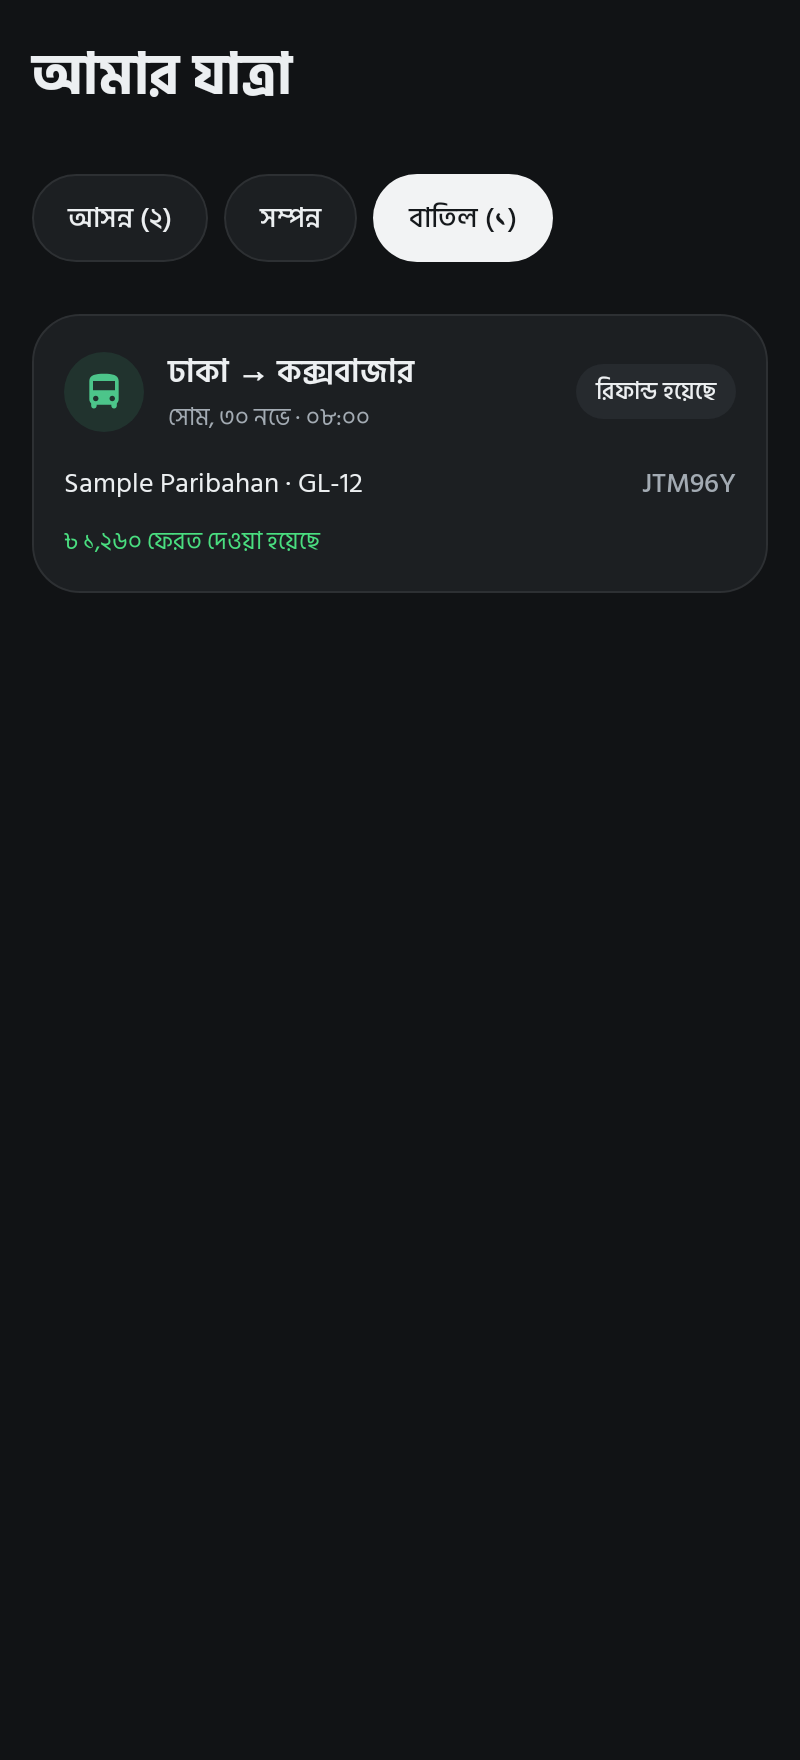 আমার যাত্রা
আসন্ন (২)
সম্পন্ন
বাতিল (১)
ঢাকা → কক্সবাজার
সোম, ৩০ নভে · ০৮:০০
রিফান্ড হয়েছে
Sample Paribahan · GL-12
JTM96Y
৳ ১,২৬০ ফেরত দেওয়া হয়েছে